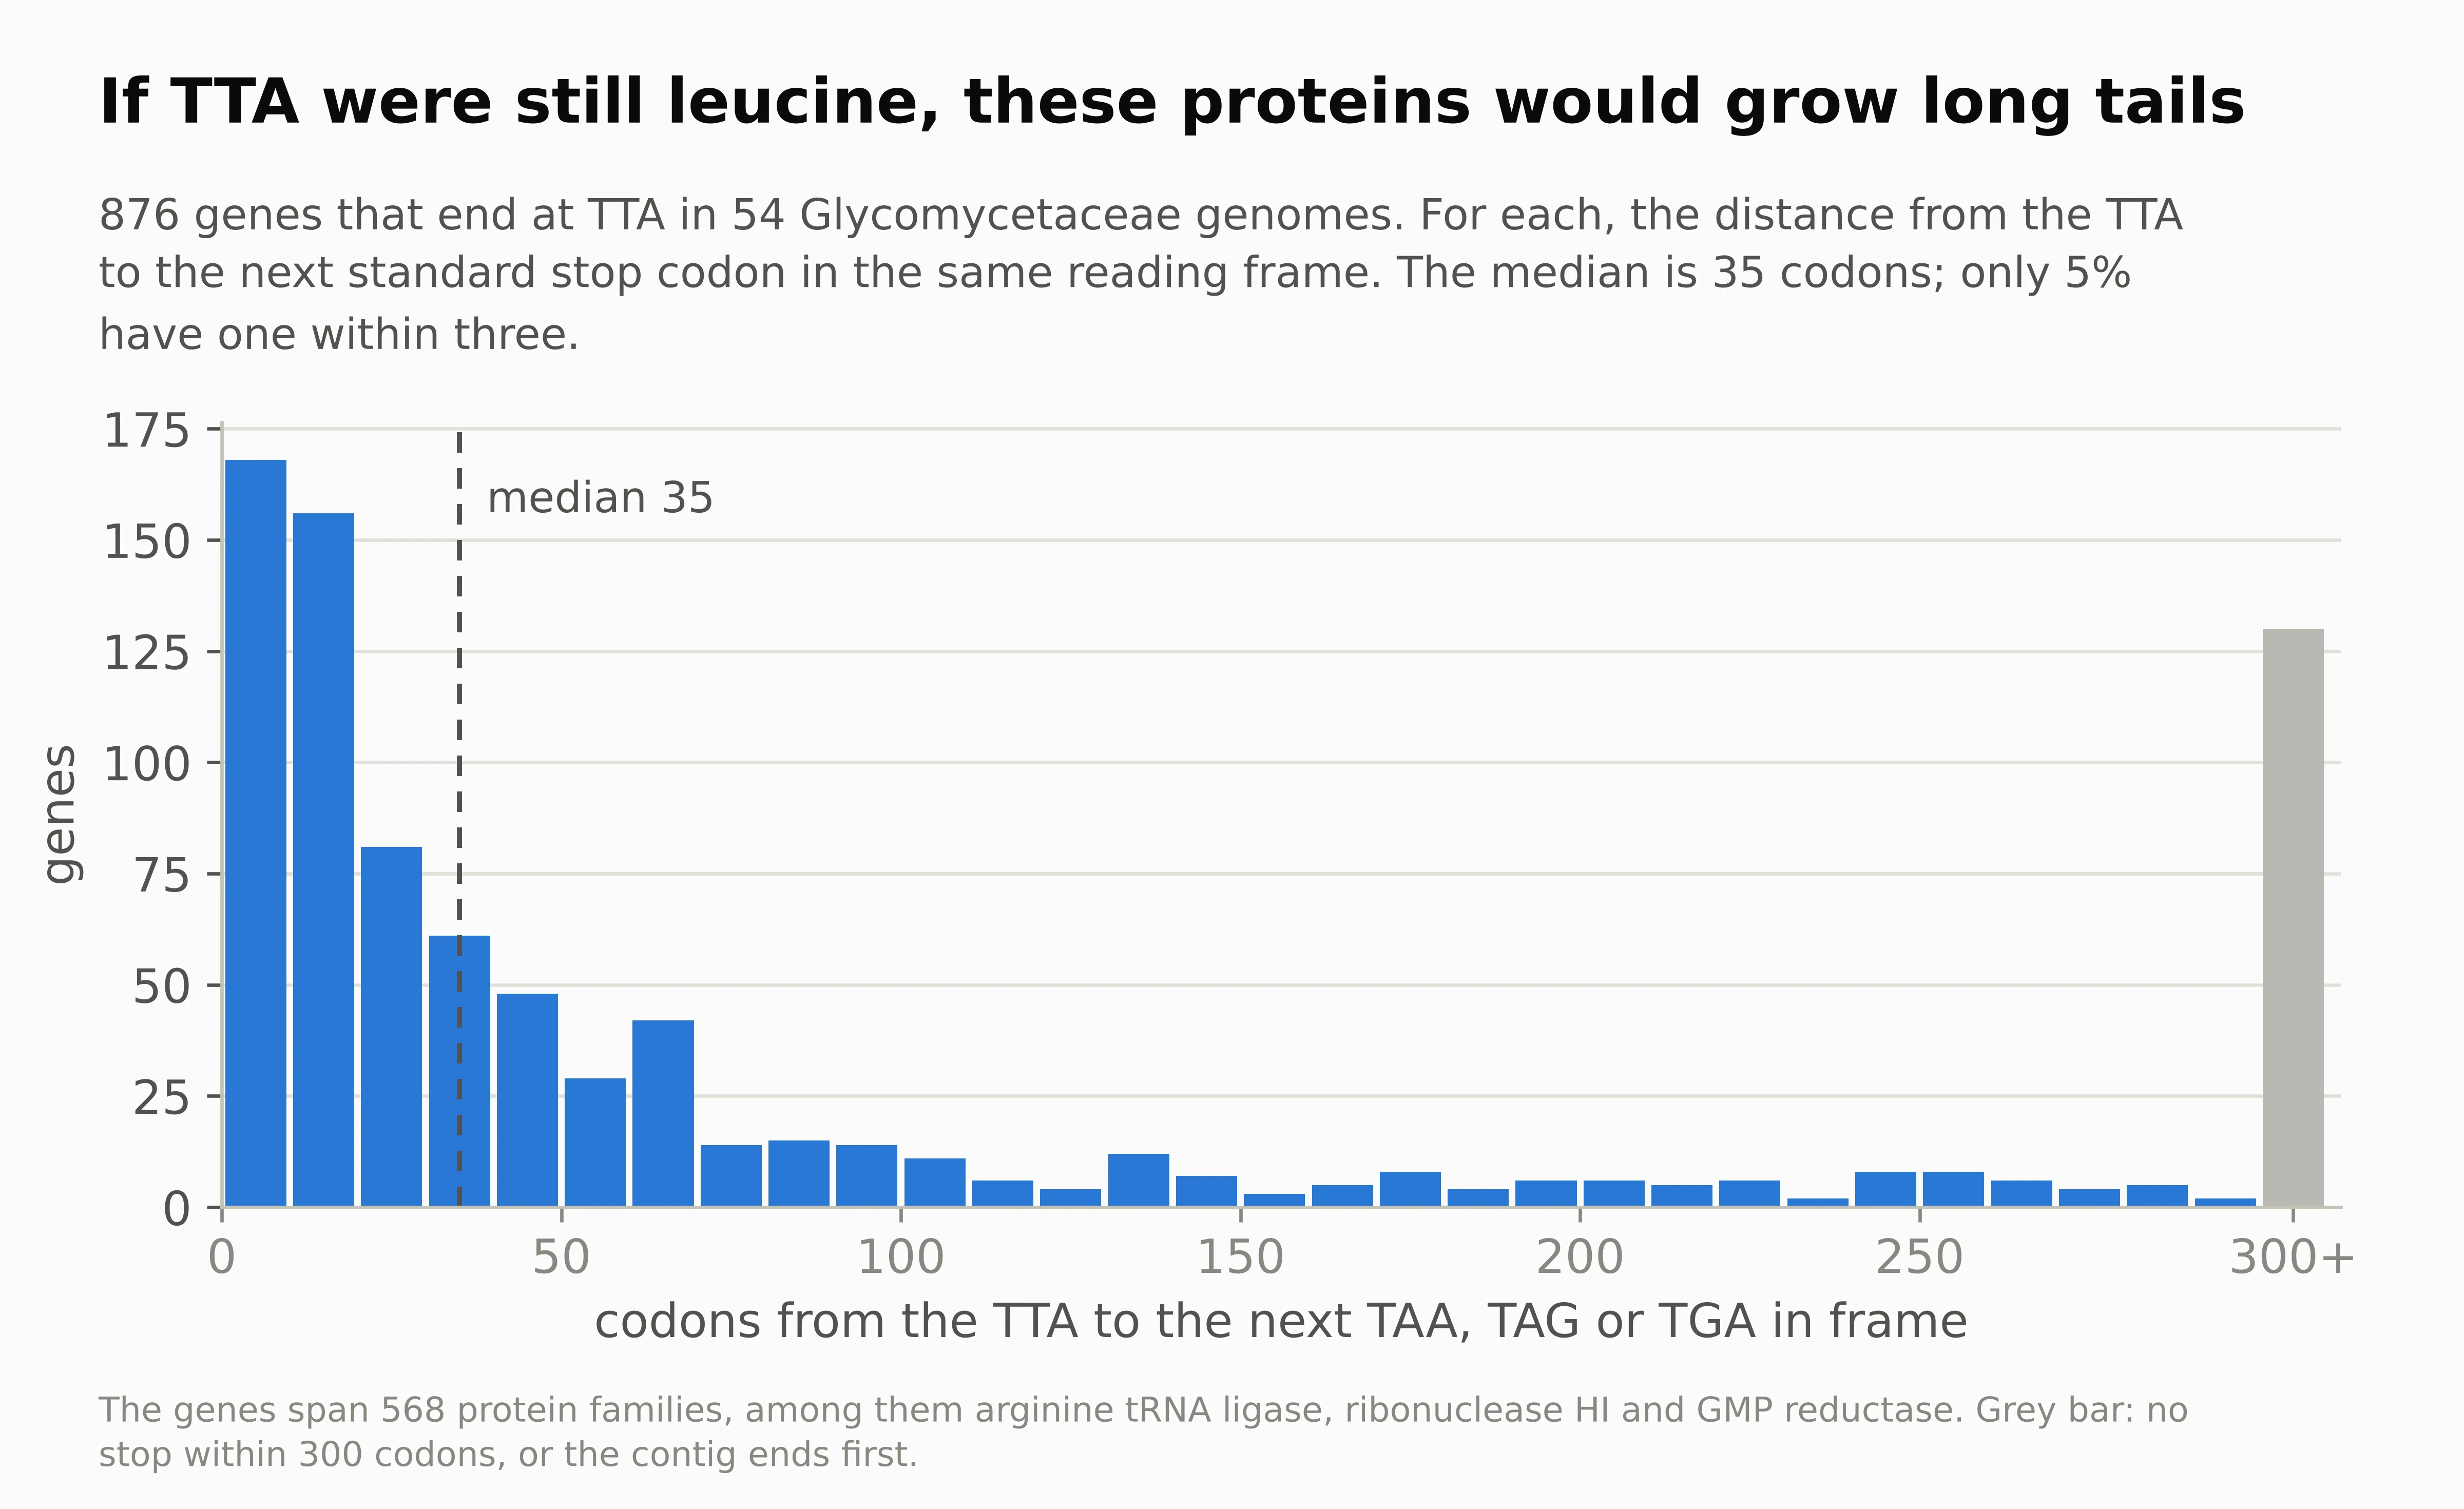 If TTA were still leucine, these proteins would grow long tails
876 genes that end at TTA in 54 Glycomycetaceae genomes. For each, the distance from the TTA
to the next standard stop codon in the same reading frame. The median is 35 codons; only 5%
have one within three.
175
150
125
100
75
50
25
0
genes
median 35
0 50 100 150 200 250 300+
codons from the TTA to the next TAA, TAG or TGA in frame
The genes span 568 protein families, among them arginine tRNA ligase, ribonuclease HI and GMP reductase. Grey bar: no
stop within 300 codons, or the contig ends first.